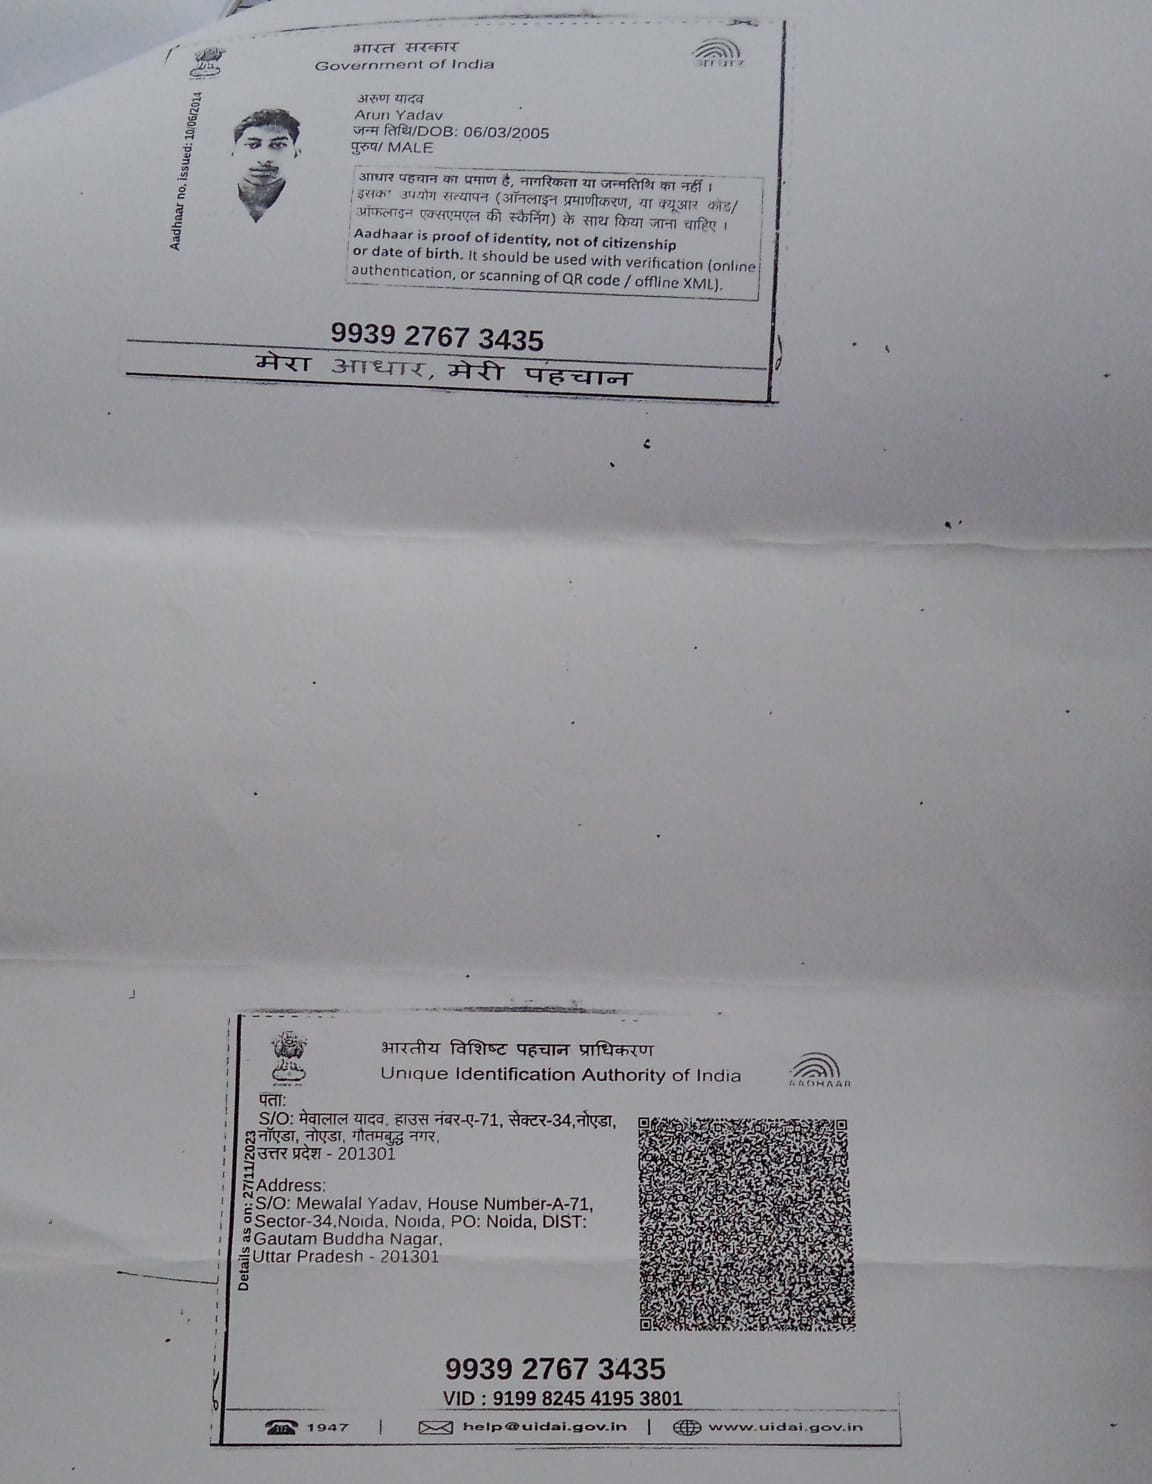 भारत सरकार
Government of India
आधार
Aadhaar no. issued: 10/06/2014
अरुण यादव
Arun Yadav
जन्म तिथि/DOB: 06/03/2005
पुरुष/ MALE
आधार पहचान का प्रमाण है, नागरिकता या जन्मतिथि का नहीं ।
इसका उपयोग सत्यापन (ऑनलाइन प्रमाणीकरण, या क्यूआर कोड/
ऑफलाइन एक्सएमएल की स्कैनिंग) के साथ किया जाना चाहिए ।
Aadhaar is proof of identity, not of citizenship
or date of birth. It should be used with verification (online
authentication, or scanning of QR code / offline XML).
9939 2767 3435
मेरा आधार, मेरी पहचान
भारतीय विशिष्ट पहचान प्राधिकरण
Unique Identification Authority of India
AADHAAR
Details as on: 27/11/2023
पता:
S/O: मेवालाल यादव, हाउस नंबर-ए-71, सेक्टर-34,नोएडा,
नॉएडा, नोएडा, गौतमबुद्ध नगर,
उत्तर प्रदेश - 201301
Address:
S/O: Mewalal Yadav, House Number-A-71,
Sector-34,Noida, Noida, PO: Noida, DIST:
Gautam Buddha Nagar,
Uttar Pradesh - 201301
9939 2767 3435
VID : 9199 8245 4195 3801
1947 | help@uidai.gov.in | www.uidai.gov.in